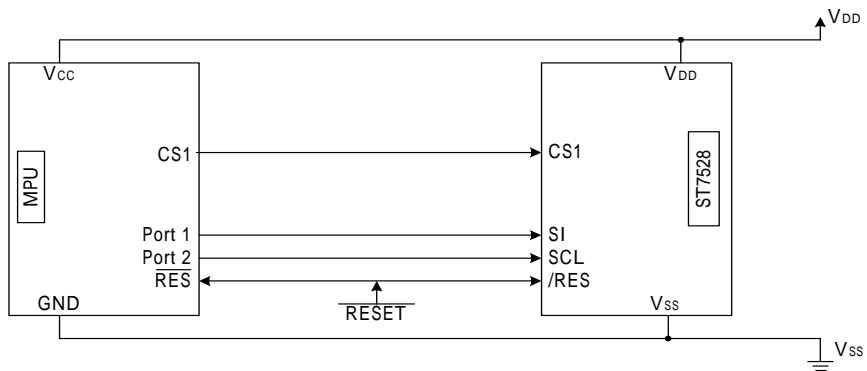 VDD
VCC
VDD
CS1
CS1
MPU
ST7528
Port 1
SI
Port 2
SCL
RES
/RES
GND
RESET
VSS
VSS